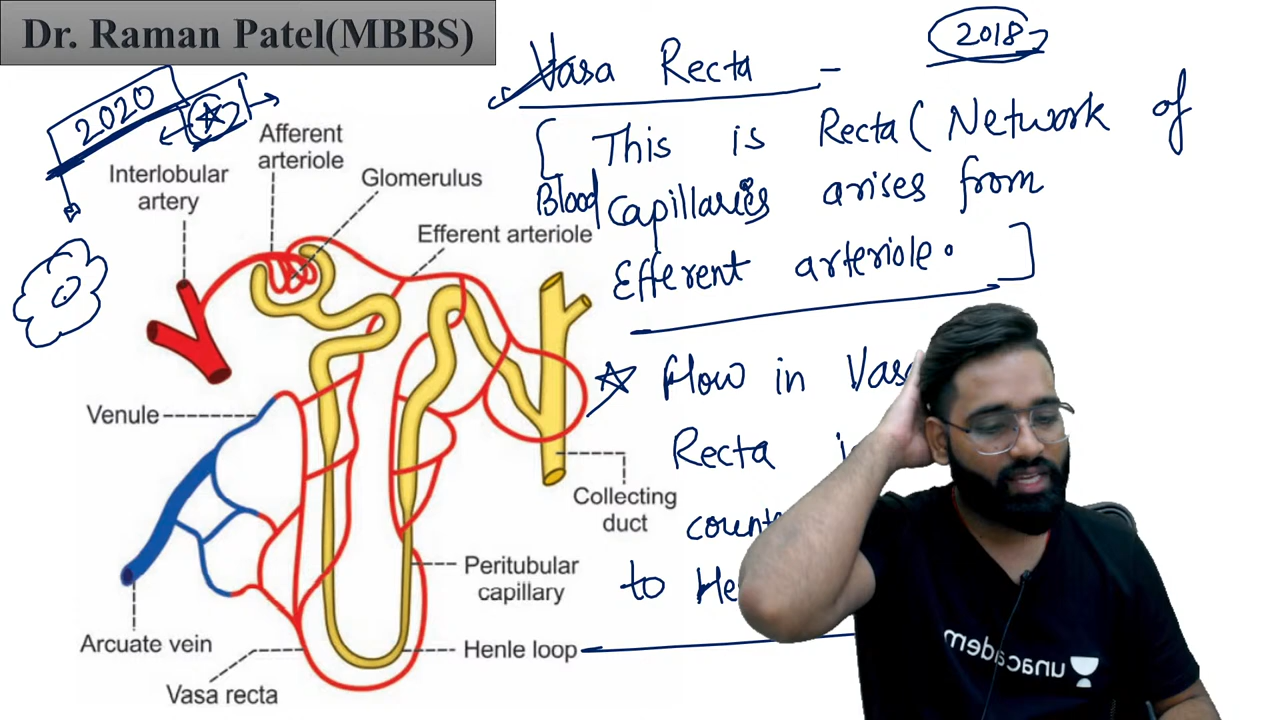 Dr. Raman Patel(MBBS)
2018
2020
Vasa Recta -
[ This is Recta ( Network of
Blood capillaries arises from
Efferent arteriole. ]
Flow in Vasa
Recta
to
Afferent
arteriole
Interlobular
artery
Glomerulus
Efferent arteriole
Venule
Collecting
duct
Peritubular
capillary
Arcuate vein
Henle loop
Vasa recta
unacadem